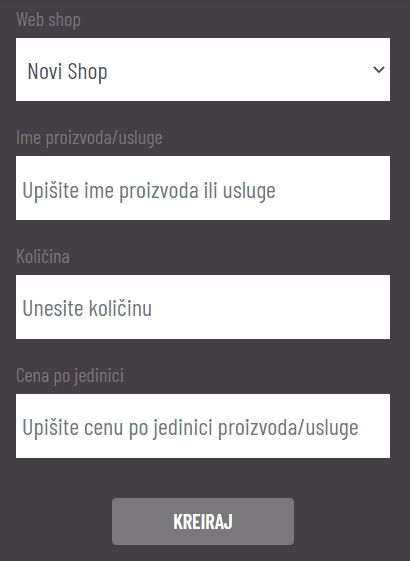 Web shop
Novi Shop
Ime proizvoda/usluge
Upišite ime proizvoda ili usluge
Količina
Unesite količinu
Cena po jedinici
Upišite cenu po jedinici proizvoda/usluge
KREIRAJ